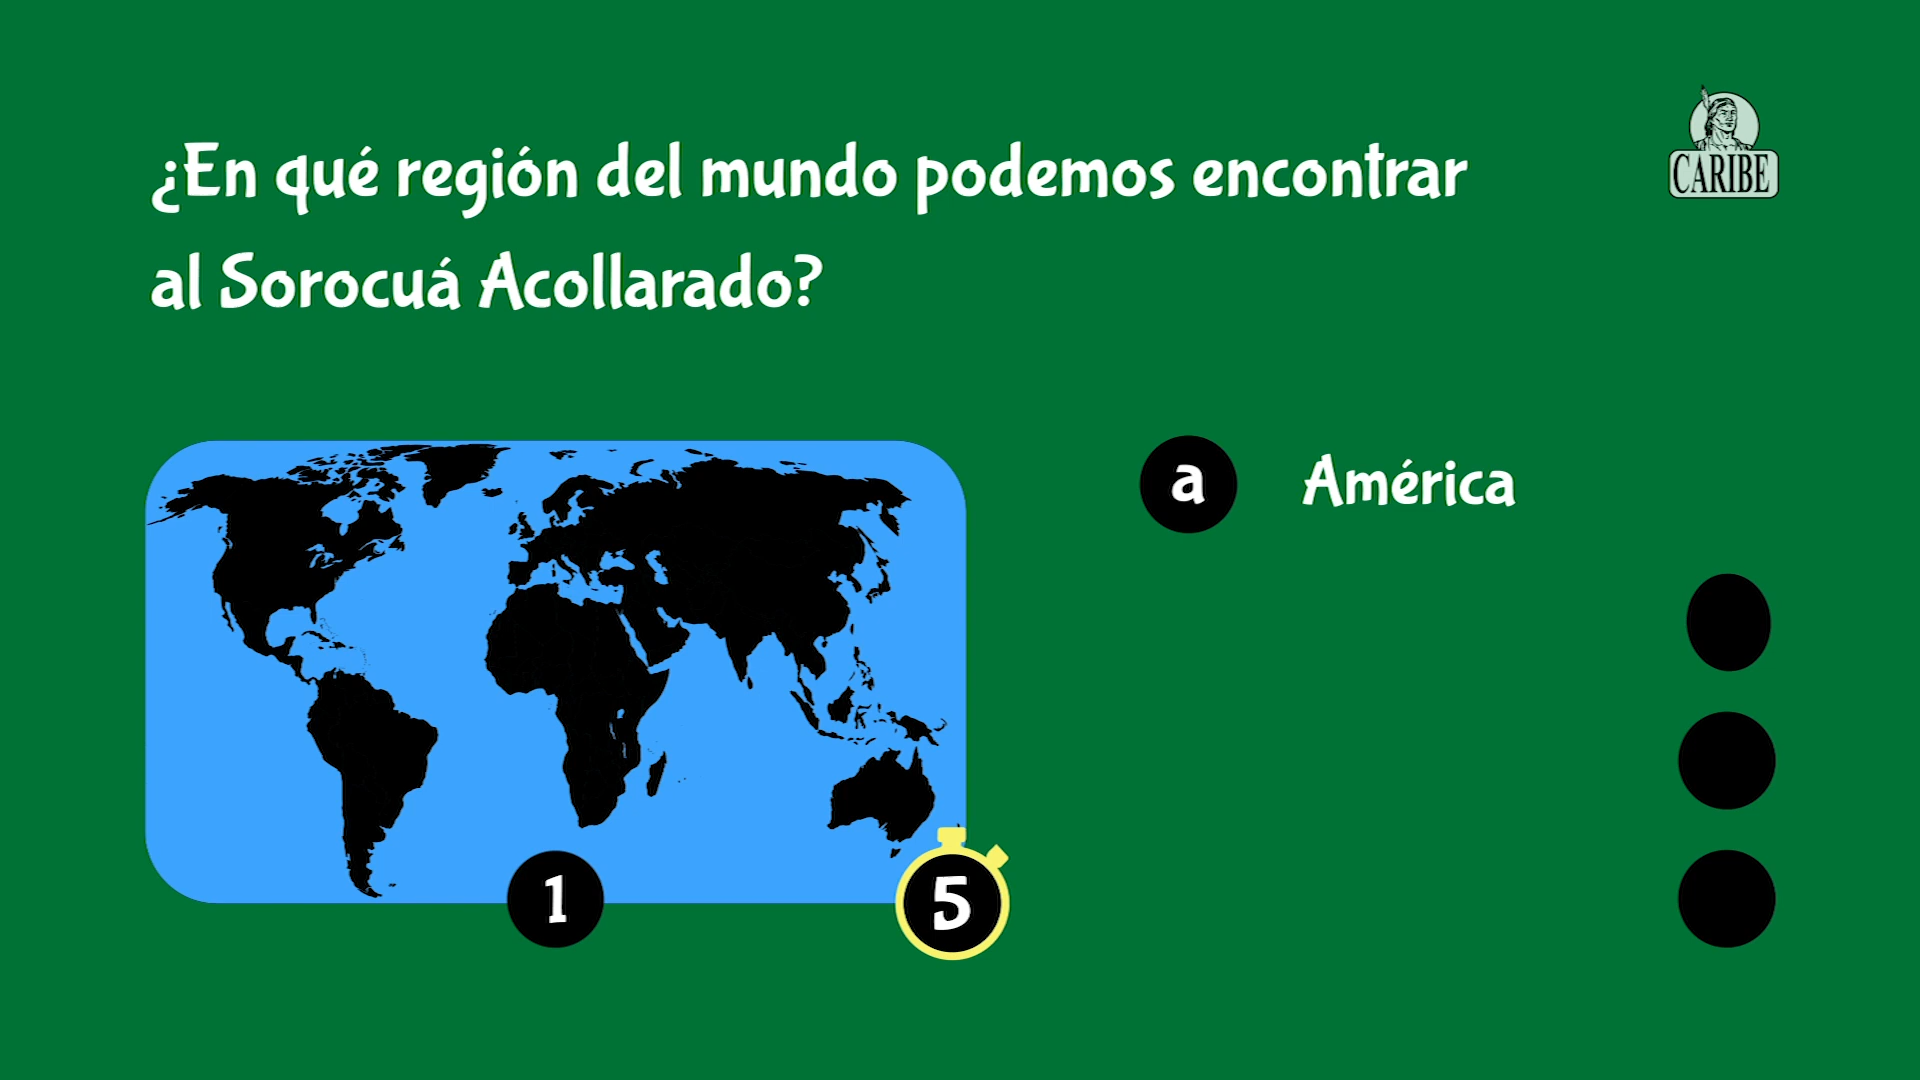 ¿En qué región del mundo podemos encontrar
al Sorocuá Acollarado?
CARIBE
a América
1
5